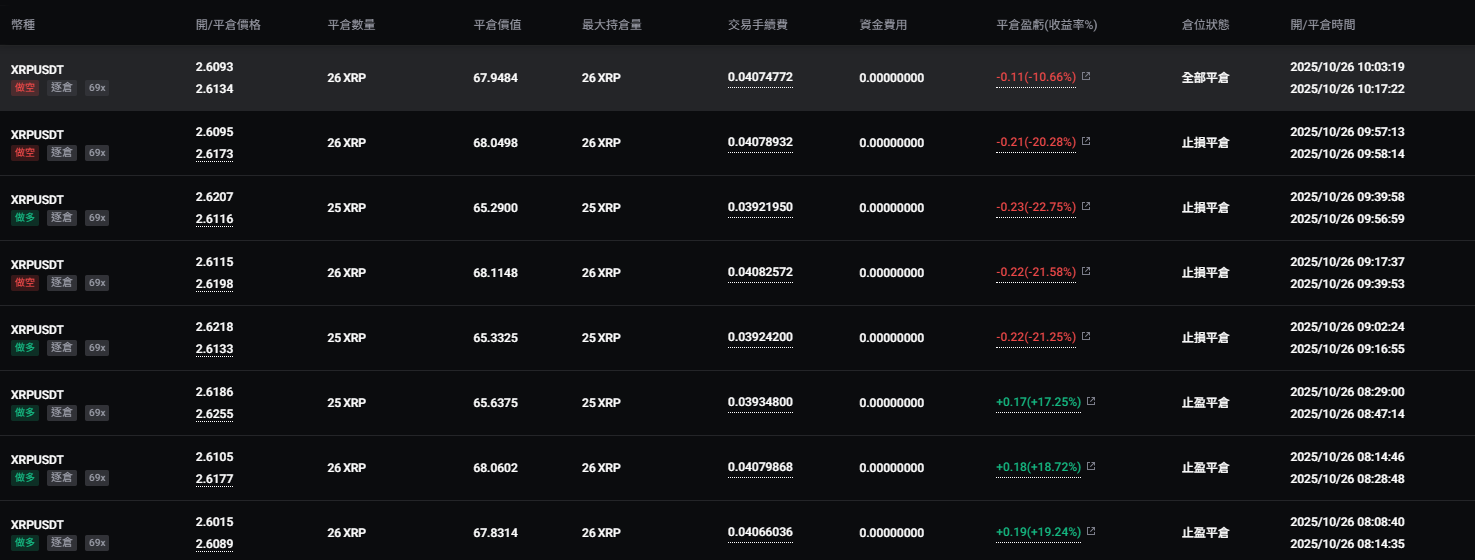 幣種 開/平倉價格 平倉數量 平倉價值 最大持倉量 交易手續費 資金費用 平倉盈虧(收益率%) 倉位狀態 開/平倉時間
XRPUSDT 做空 逐倉 69x 2.6093 2.6134 26 XRP 67.9484 26 XRP 0.04074772 0.00000000 -0.11(-10.66%) 全部平倉 2025/10/26 10:03:19 2025/10/26 10:17:22
XRPUSDT 做空 逐倉 69x 2.6095 2.6173 26 XRP 68.0498 26 XRP 0.04078932 0.00000000 -0.21(-20.28%) 止損平倉 2025/10/26 09:57:13 2025/10/26 09:58:14
XRPUSDT 做多 逐倉 69x 2.6207 2.6116 25 XRP 65.2900 25 XRP 0.03921950 0.00000000 -0.23(-22.75%) 止損平倉 2025/10/26 09:39:58 2025/10/26 09:56:59
XRPUSDT 做空 逐倉 69x 2.6115 2.6198 26 XRP 68.1148 26 XRP 0.04082572 0.00000000 -0.22(-21.58%) 止損平倉 2025/10/26 09:17:37 2025/10/26 09:39:53
XRPUSDT 做多 逐倉 69x 2.6218 2.6133 25 XRP 65.3325 25 XRP 0.03924200 0.00000000 -0.22(-21.25%) 止損平倉 2025/10/26 09:02:24 2025/10/26 09:16:55
XRPUSDT 做多 逐倉 69x 2.6186 2.6255 25 XRP 65.6375 25 XRP 0.03934800 0.00000000 +0.17(+17.25%) 止盈平倉 2025/10/26 08:29:00 2025/10/26 08:47:14
XRPUSDT 做多 逐倉 69x 2.6105 2.6177 26 XRP 68.0602 26 XRP 0.04079868 0.00000000 +0.18(+18.72%) 止盈平倉 2025/10/26 08:14:46 2025/10/26 08:28:48
XRPUSDT 做多 逐倉 69x 2.6015 2.6089 26 XRP 67.8314 26 XRP 0.04066036 0.00000000 +0.19(+19.24%) 止盈平倉 2025/10/26 08:08:40 2025/10/26 08:14:35